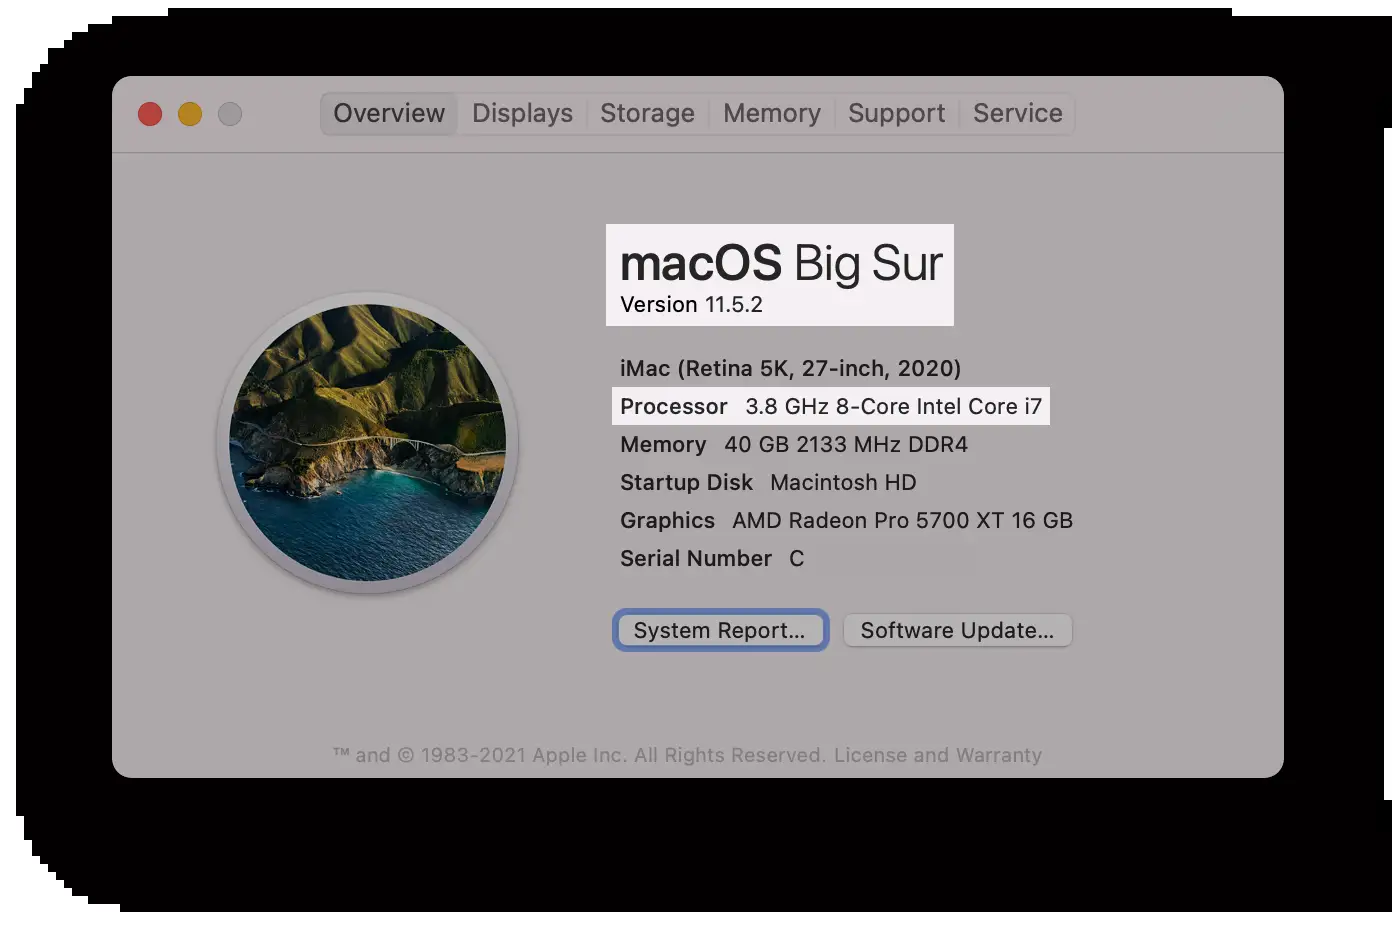 Overview Displays Storage Memory Support Service
macOS Big Sur
Version 11.5.2
iMac (Retina 5K, 27-inch, 2020)
Processor 3.8 GHz 8-Core Intel Core i7
Memory 40 GB 2133 MHz DDR4
Startup Disk Macintosh HD
Graphics AMD Radeon Pro 5700 XT 16 GB
Serial Number C
System Report... Software Update...
™ and © 1983-2021 Apple Inc. All Rights Reserved. License and Warranty